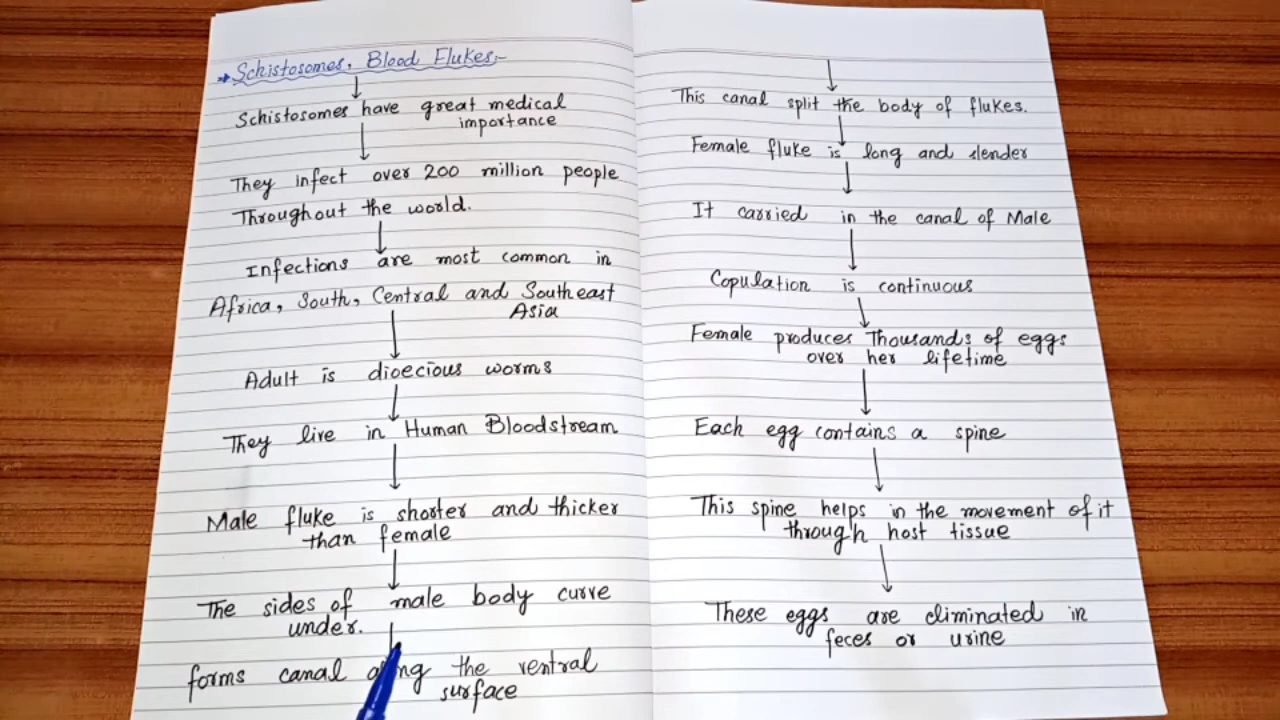 Schistosomes, Blood Flukes:-
Schistosomes have great medical
importance
They infect over 200 million people
Throughout the world.
Infections are most common in
Africa, South, Central and Southeast
Asia
Adult is dioecious worms
They live in Human Bloodstream
Male fluke is shorter and thicker
than female
The sides of male body curve
under.
forms canal along the ventral
surface
This canal split the body of flukes.
Female fluke is long and slender
It carried in the canal of Male
Copulation is continuous
Female produces Thousands of eggs
over her lifetime
Each egg contains a spine
This spine helps in the movement of it
through host tissue
These eggs are eliminated in
feces or urine